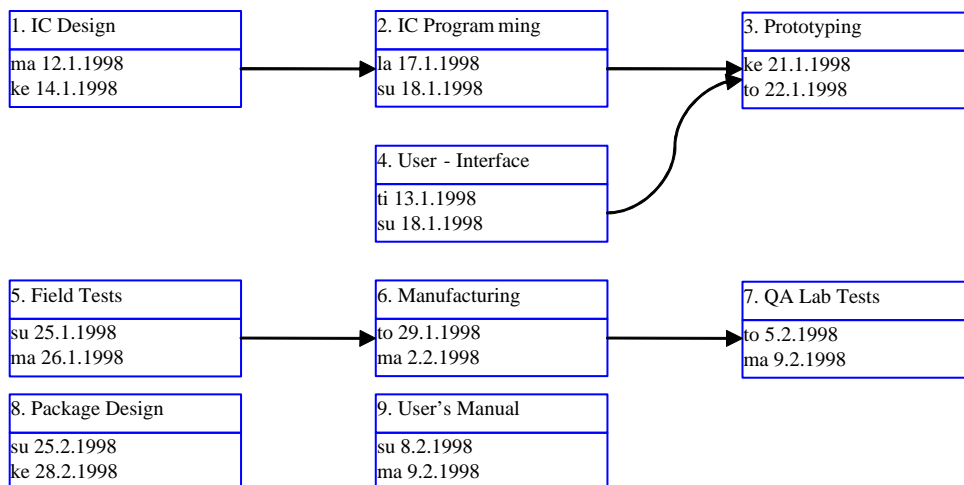 1. IC Design
ma 12.1.1998
ke 14.1.1998
2. IC Program ming
la 17.1.1998
su 18.1.1998
3. Prototyping
ke 21.1.1998
to 22.1.1998
4. User - Interface
ti 13.1.1998
su 18.1.1998
5. Field Tests
su 25.1.1998
ma 26.1.1998
6. Manufacturing
to 29.1.1998
ma 2.2.1998
7. QA Lab Tests
to 5.2.1998
ma 9.2.1998
8. Package Design
su 25.2.1998
ke 28.2.1998
9. User’s Manual
su 8.2.1998
ma 9.2.1998